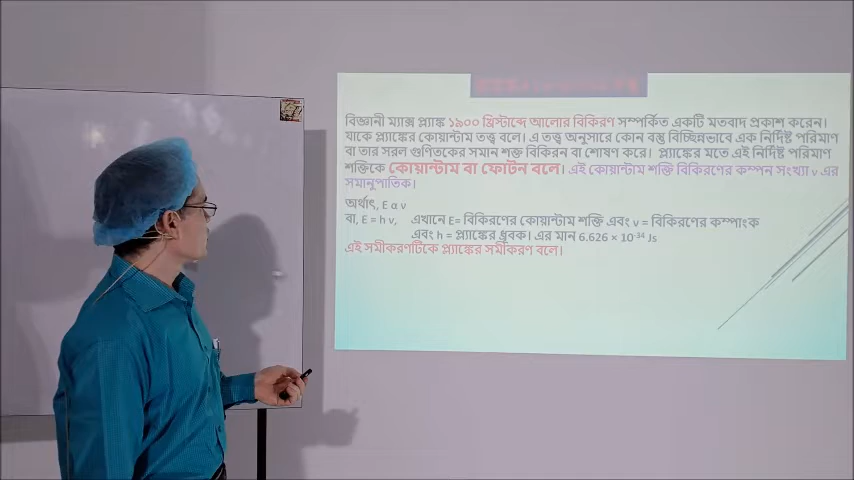 বিজ্ঞানী ম্যাক্স প্ল্যাঙ্ক ১৯০০ খ্রিস্টাব্দে আলোর বিকিরণ সম্পর্কিত একটি মতবাদ প্রকাশ করেন।
যাকে প্ল্যাঙ্কের কোয়ান্টাম তত্ত্ব বলে। এ তত্ত্ব অনুসারে কোন বস্তু বিচ্ছিন্নভাবে এক নির্দিষ্ট পরিমাণ
বা তার সরল গুণিতকের সমান শক্ত বিকিরন বা শোষণ করে। প্ল্যাঙ্কের মতে এই নির্দিষ্ট পরিমাণ
শক্তিকে কোয়ান্টাম বা ফোটন বলে। এই কোয়ান্টাম শক্তি বিকিরণের কম্পন সংখ্যা ν এর
সমানুপাতিক।
অর্থাৎ, E α ν
বা, E = h ν, এখানে E= বিকিরণের কোয়ান্টাম শক্তি এবং ν = বিকিরণের কম্পাংক
এবং h = প্ল্যাঙ্কের ধ্রুবক। এর মান 6.626 × 10⁻³⁴ Js
এই সমীকরণটিকে প্ল্যাঙ্কের সমীকরণ বলে।